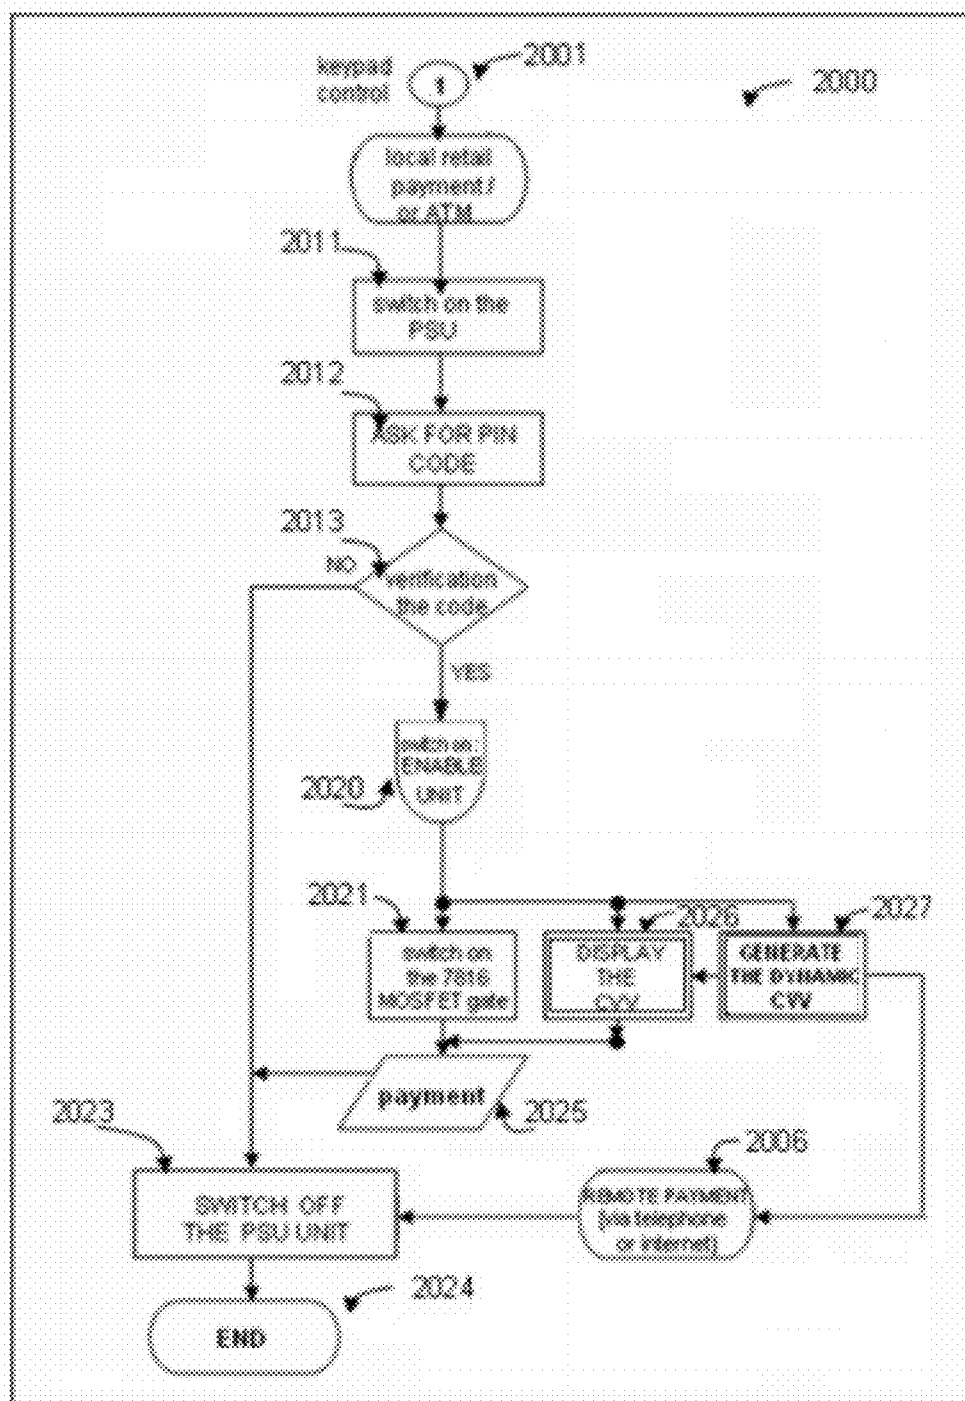 2001
keypad
control
1
2000
local retail
payment /
or ATM
2011
switch on the
PSU
2012
ASK FOR PIN
CODE
2013
NO
verification
the code
YES
switch on
ENABLE
UNIT
2020
2021
2026
2027
switch on
the 7816
MOSFET gate
DISPLAY
THE
CVV
GENERATE
THE DYNAMIC
CVV
payment
2025
2023
2006
SWITCH OFF
THE PSU UNIT
REMOTE PAYMENT
(via telephone
or internet)
2024
END